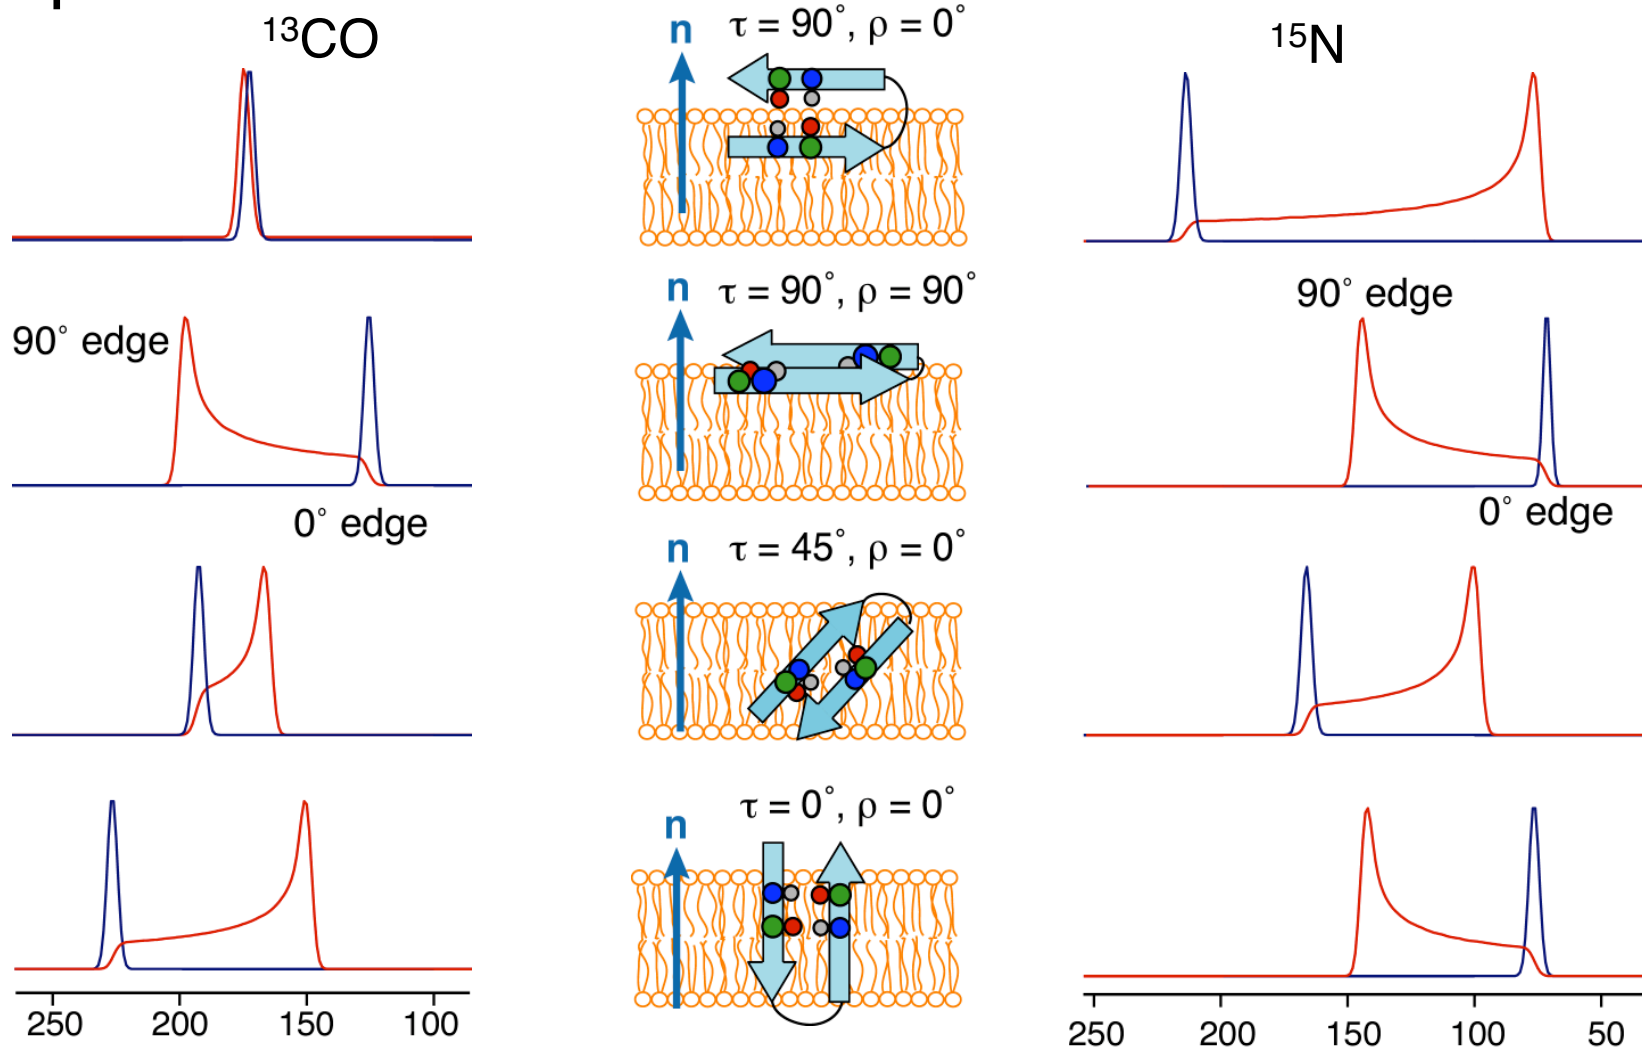 ¹³CO
n τ = 90°, ρ = 0°
¹⁵N
n τ = 90°, ρ = 90°
90° edge
90° edge
0° edge
0° edge
n τ = 45°, ρ = 0°
τ = 0°, ρ = 0°
n
250 200 150 100
250 200 150 100 50